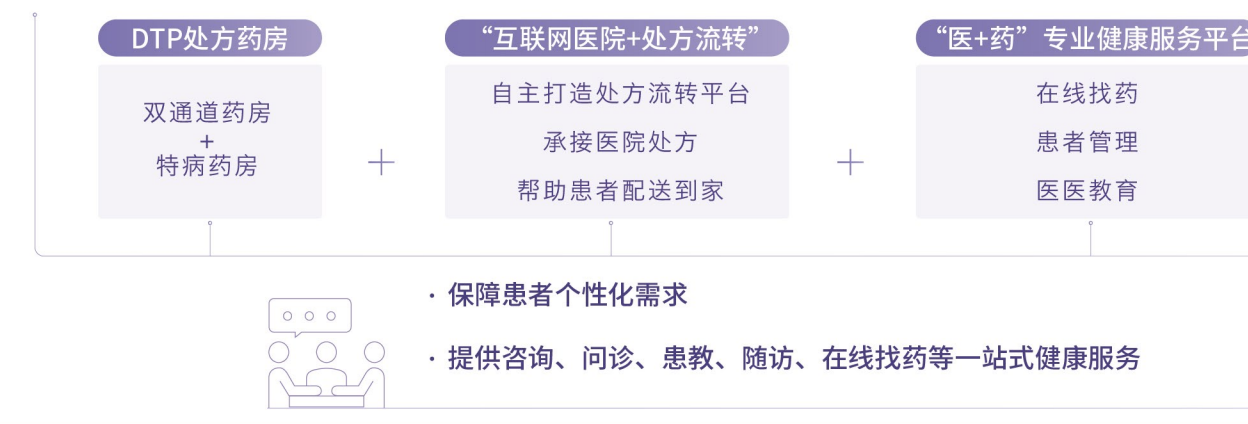 DTP处方药房
“互联网医院+处方流转”
“医+药”专业健康服务平台
双通道药房
+
特病药房
+
自主打造处方流转平台
承接医院处方
帮助患者配送到家
+
在线找药
患者管理
医医教育
· 保障患者个性化需求
· 提供咨询、问诊、患教、随访、在线找药等一站式健康服务